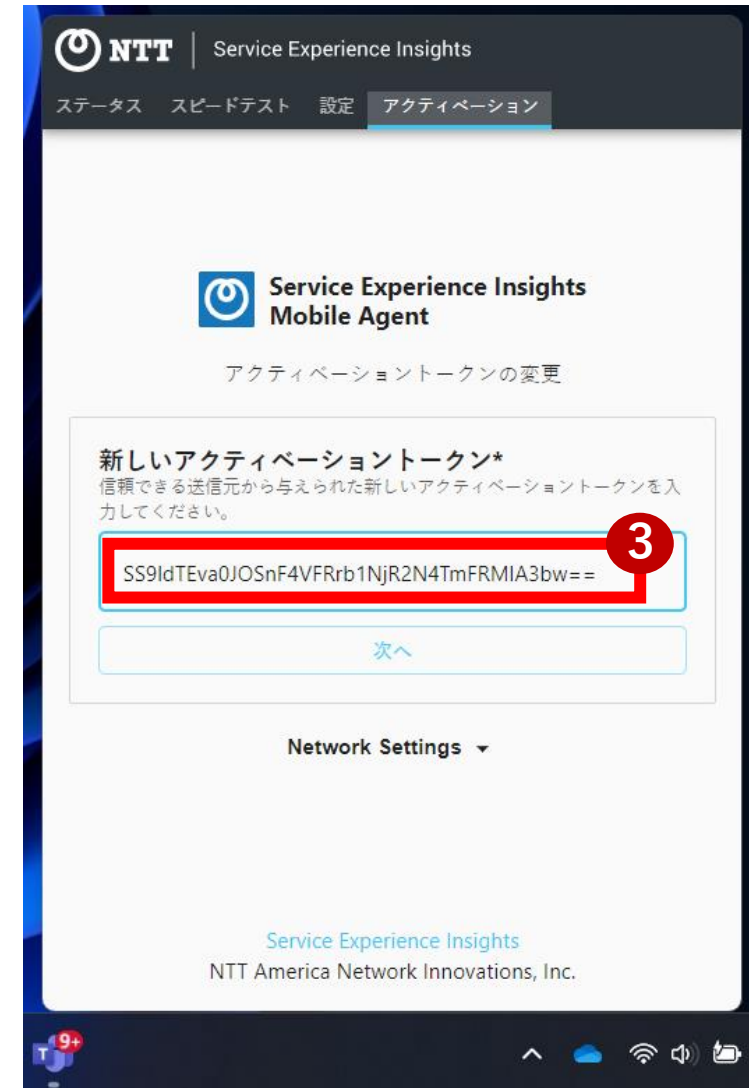 NTT | Service Experience Insights
ステータス スピードテスト 設定 アクティベーション
Service Experience Insights
Mobile Agent
アクティベーショントークンの変更
新しいアクティベーショントークン*
信頼できる送信元から与えられた新しいアクティベーショントークンを入
力してください。
3
SS9IdTEva0JOSnF4VFRrb1NjR2N4TmFRMIA3bw==
次へ
Network Settings
Service Experience Insights
NTT America Network Innovations, Inc.
9+
T